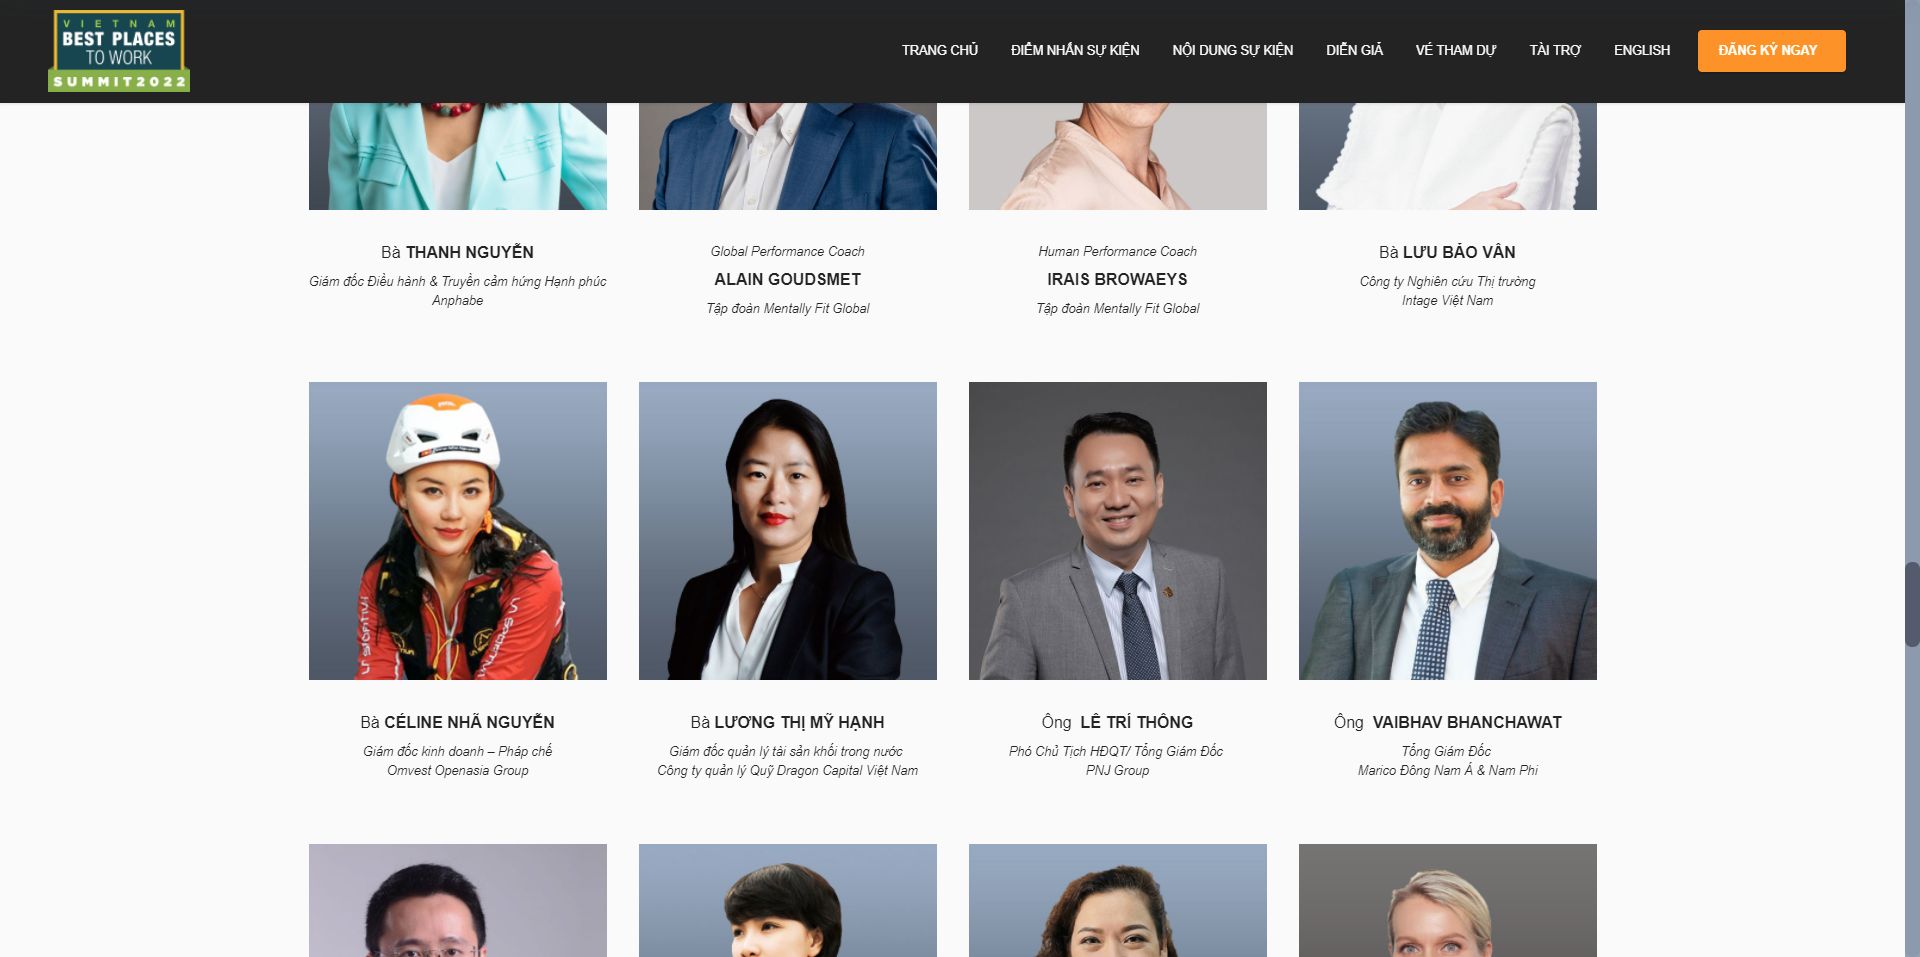 VIETNAM
BEST PLACES
TO WORK
SUMMIT2022
TRANG CHỦ
ĐIỂM NHẤN SỰ KIỆN
NỘI DUNG SỰ KIỆN
DIỄN GIẢ
VÉ THAM DỰ
TÀI TRỢ
ENGLISH
ĐĂNG KÝ NGAY
Bà THANH NGUYỄN
Giám đốc Điều hành & Truyền cảm hứng Hạnh phúc
Anphabe
Global Performance Coach
ALAIN GOUDSMET
Tập đoàn Mentally Fit Global
Human Performance Coach
IRAIS BROWAEYS
Tập đoàn Mentally Fit Global
Bà LƯU BẢO VÂN
Công ty Nghiên cứu Thị trường
Intage Việt Nam
LA SPORTIVA
Bà CÉLINE NHÃ NGUYỄN
Giám đốc kinh doanh – Pháp chế
Omvest Openasia Group
Bà LƯƠNG THỊ MỸ HẠNH
Giám đốc quản lý tài sản khối trong nước
Công ty quản lý Quỹ Dragon Capital Việt Nam
Ông LÊ TRÍ THÔNG
Phó Chủ Tịch HĐQT/ Tổng Giám Đốc
PNJ Group
Ông VAIBHAV BHANCHAWAT
Tổng Giám Đốc
Marico Đông Nam Á & Nam Phi